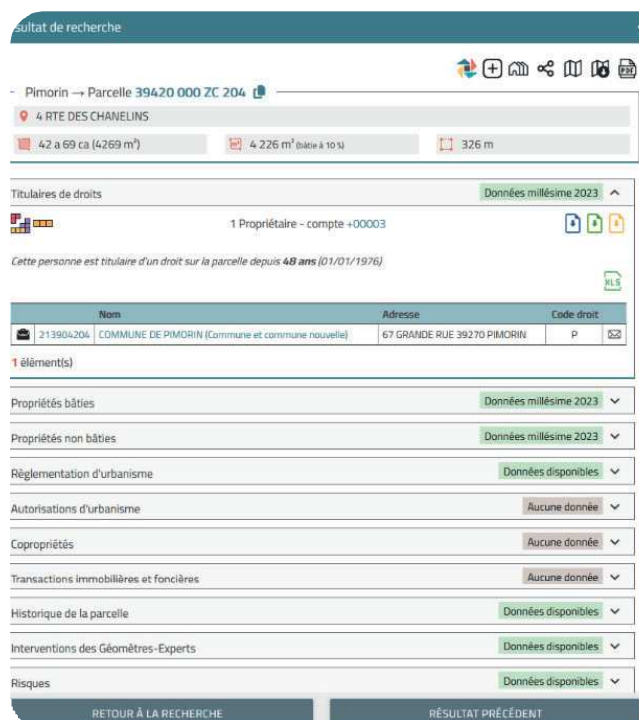 sultat de recherche
PDF
Pimorin → Parcelle 39420 000 ZC 204
4 RTE DES CHANELINS
42 a 69 ca (4269 m²)
4 226 m² (bâtie à 10 %)
326 m
Titulaires de droits
Données millésime 2023
1 Propriétaire - compte +00003
Cette personne est titulaire d'un droit sur la parcelle depuis 48 ans (01/01/1976)
XLS
Nom Adresse Code droit
213904204 COMMUNE DE PIMORIN (Commune et commune nouvelle) 67 GRANDE RUE 39270 PIMORIN P
1 élément(s)
Propriétés bâties Données millésime 2023
Propriétés non bâties Données millésime 2023
Règlementation d'urbanisme Données disponibles
Autorisations d'urbanisme Aucune donnée
Copropriétés Aucune donnée
Transactions immobilières et foncières Aucune donnée
Historique de la parcelle Données disponibles
Interventions des Géomètres-Experts Données disponibles
Risques Données disponibles
RETOUR À LA RECHERCHE RÉSULTAT PRÉCÉDENT